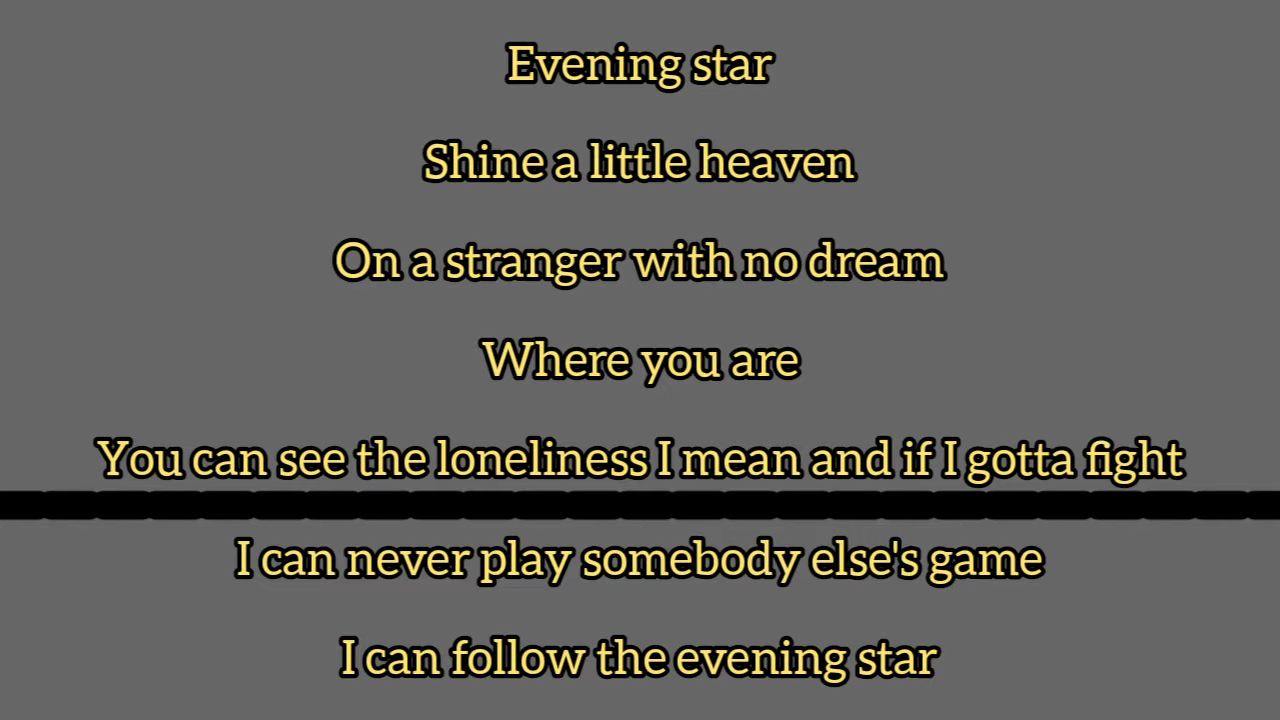 Evening star
Shine a little heaven
On a stranger with no dream
Where you are
You can see the loneliness I mean and if I gotta fight
I can never play somebody else's game
I can follow the evening star